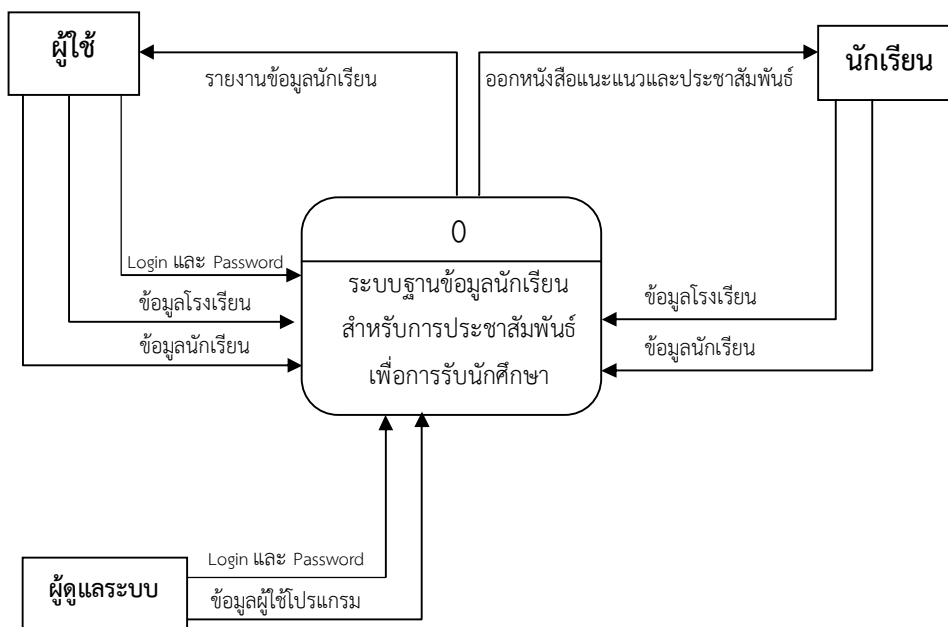 ผู้ใช้
นักเรียน
รายงานข้อมูลนักเรียน
ออกหนังสือแนะแนวและประชาสัมพันธ์
0
Login และ Password
ระบบฐานข้อมูลนักเรียน
ข้อมูลโรงเรียน
ข้อมูลโรงเรียน
สำหรับการประชาสัมพันธ์
ข้อมูลนักเรียน
ข้อมูลนักเรียน
เพื่อการรับนักศึกษา
Login และ Password
ผู้ดูแลระบบ
ข้อมูลผู้ใช้โปรแกรม